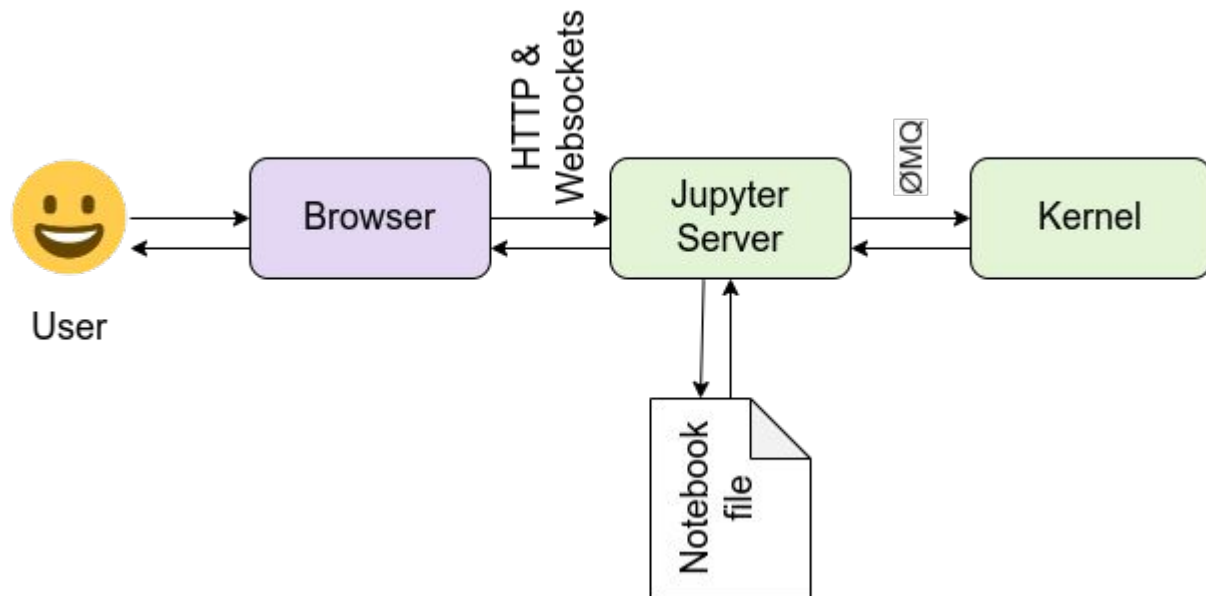 HTTP &
Websockets
ØMQ
Browser
Jupyter
Server
Kernel
User
Notebook
file